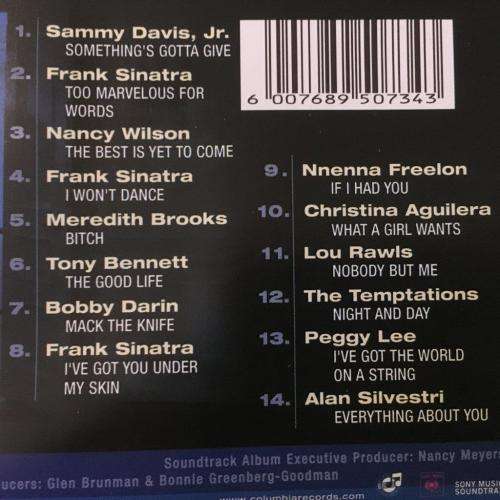 1. Sammy Davis, Jr.
SOMETHING'S GOTTA GIVE
2. Frank Sinatra
TOO MARVELOUS FOR
WORDS
3. Nancy Wilson
THE BEST IS YET TO COME
4. Frank Sinatra
I WON'T DANCE
5. Meredith Brooks
BITCH
6. Tony Bennett
THE GOOD LIFE
7. Bobby Darin
MACK THE KNIFE
8. Frank Sinatra
I'VE GOT YOU UNDER
MY SKIN
6 007689 507343
9. Nnenna Freelon
IF I HAD YOU
10. Christina Aguilera
WHAT A GIRL WANTS
11. Lou Rawls
NOBODY BUT ME
12. The Temptations
NIGHT AND DAY
13. Peggy Lee
I'VE GOT THE WORLD
ON A STRING
14. Alan Silvestri
EVERYTHING ABOUT YOU
Soundtrack Album Executive Producer: Nancy Meyers
ucers: Glen Brunman & Bonnie Greenberg-Goodman
www.columbiarecords.com
SONY MUSIC
SOUNDTRA